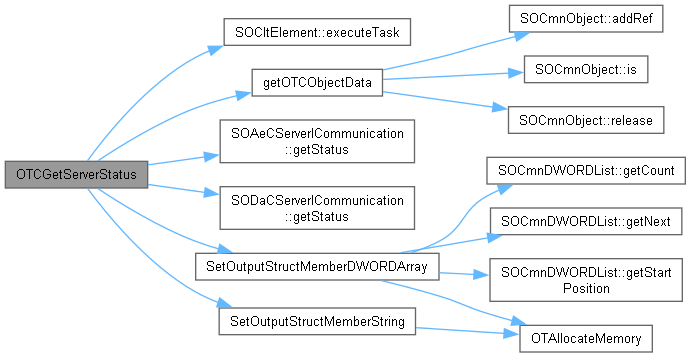 OTCGetServerStatus
SOCltElement::executeTask
getOTCObjectData
SOAeCServerICommunication
::getStatus
SODaCServerICommunication
::getStatus
SetOutputStructMemberDWORDArray
SetOutputStructMemberString
SOCmnObject::addRef
SOCmnObject::is
SOCmnObject::release
SOCmnDWORDList::getCount
SOCmnDWORDList::getNext
SOCmnDWORDList::getStart
Position
OTAllocateMemory